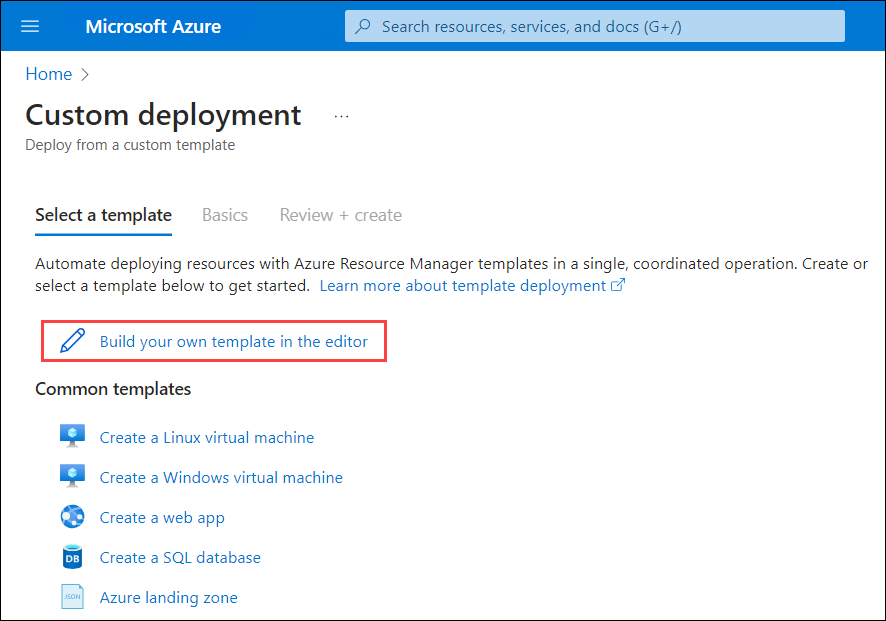 Microsoft Azure
Search resources, services, and docs (G+/)
Home
Custom deployment
...
Deploy from a custom template
Select a template
Basics
Review + create
Automate deploying resources with Azure Resource Manager templates in a single, coordinated operation. Create or
select a template below to get started. Learn more about template deployment
Build your own template in the editor
Common templates
Create a Linux virtual machine
Create a Windows virtual machine
Create a web app
DB
Create a SQL database
JSON
Azure landing zone